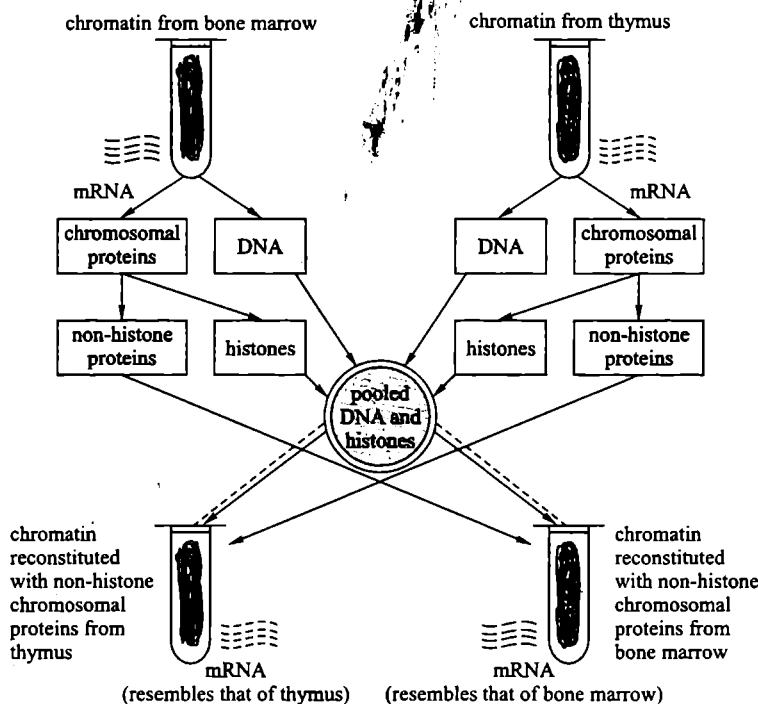 chromatin from bone marrow
chromatin from thymus
mRNA
mRNA
chromosomal
proteins
DNA
DNA
chromosomal
proteins
non-histone
proteins
histones
histones
non-histone
proteins
pooled
DNA and
histones
chromatin
reconstituted
with non-histone
chromosomal
proteins from
thymus
chromatin
reconstituted
with non-histone
chromosomal
proteins from
bone marrow
mRNA
(resembles that of thymus)
mRNA
(resembles that of bone marrow)